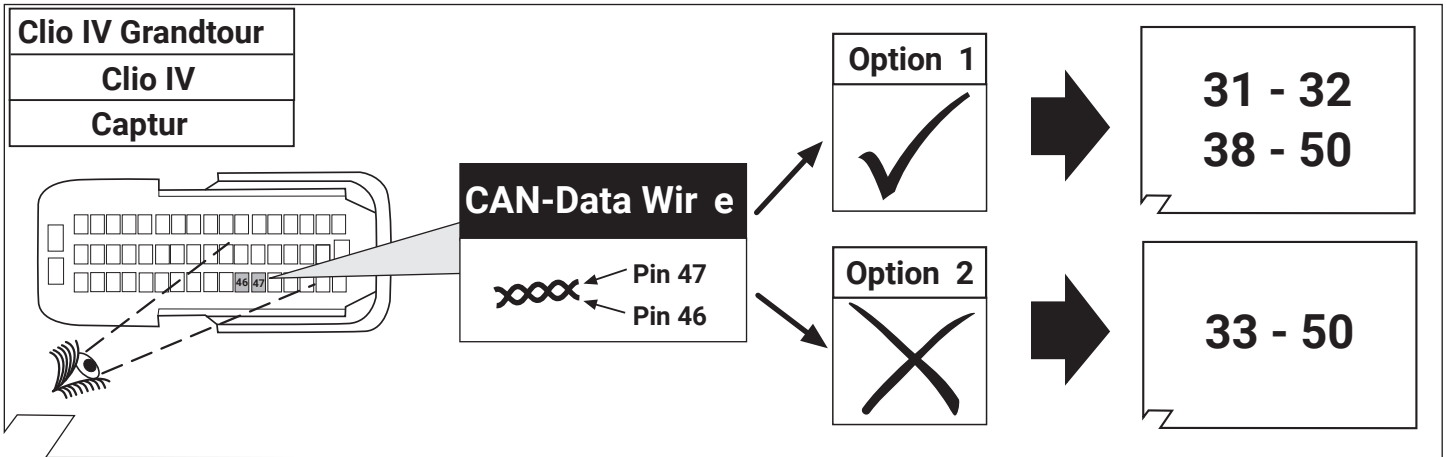 Clio IV Grandtour
Clio IV
Captur
46 47
CAN-Data Wir e
Pin 47
Pin 46
Option 1
31 - 32
38 - 50
Option 2
33 - 50